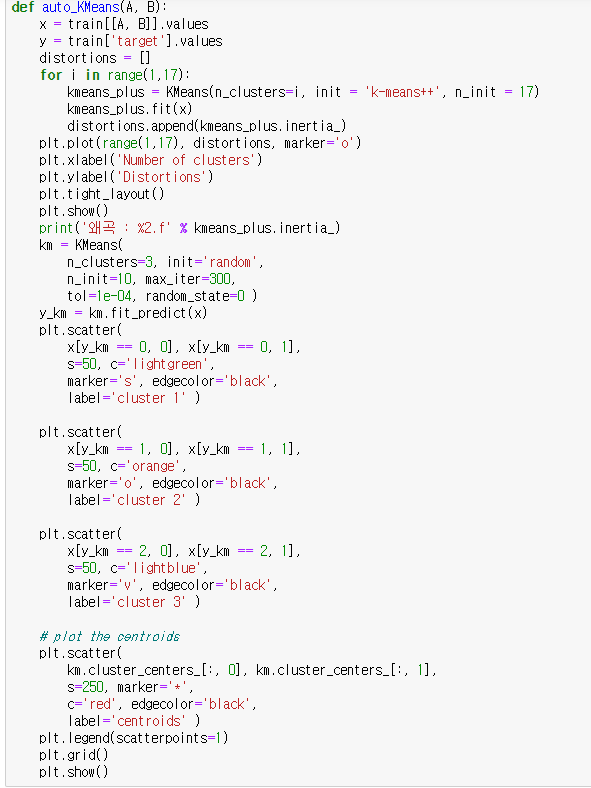 def auto_KMeans(A, B):
    x = train[[A, B]].values
    y = train['target'].values
    distortions = []
    for i in range(1,17):
        kmeans_plus = KMeans(n_clusters=i, init = 'k-means++', n_init = 17)
        kmeans_plus.fit(x)
        distortions.append(kmeans_plus.inertia_)
    plt.plot(range(1,17), distortions, marker='o')
    plt.xlabel('Number of clusters')
    plt.ylabel('Distortions')
    plt.tight_layout()
    plt.show()
    print('왜곡 : %2.f' % kmeans_plus.inertia_)
    km = KMeans(
        n_clusters=3, init='random',
        n_init=10, max_iter=300,
        tol=1e-04, random_state=0 )
    y_km = km.fit_predict(x)
    plt.scatter(
        x[y_km == 0, 0], x[y_km == 0, 1],
        s=50, c='lightgreen',
        marker='s', edgecolor='black',
        label='cluster 1' )

    plt.scatter(
        x[y_km == 1, 0], x[y_km == 1, 1],
        s=50, c='orange',
        marker='o', edgecolor='black',
        label='cluster 2' )

    plt.scatter(
        x[y_km == 2, 0], x[y_km == 2, 1],
        s=50, c='lightblue',
        marker='v', edgecolor='black',
        label='cluster 3' )

    # plot the centroids
    plt.scatter(
        km.cluster_centers_[:, 0], km.cluster_centers_[:, 1],
        s=250, marker='*',
        c='red', edgecolor='black',
        label='centroids' )
    plt.legend(scatterpoints=1)
    plt.grid()
    plt.show()